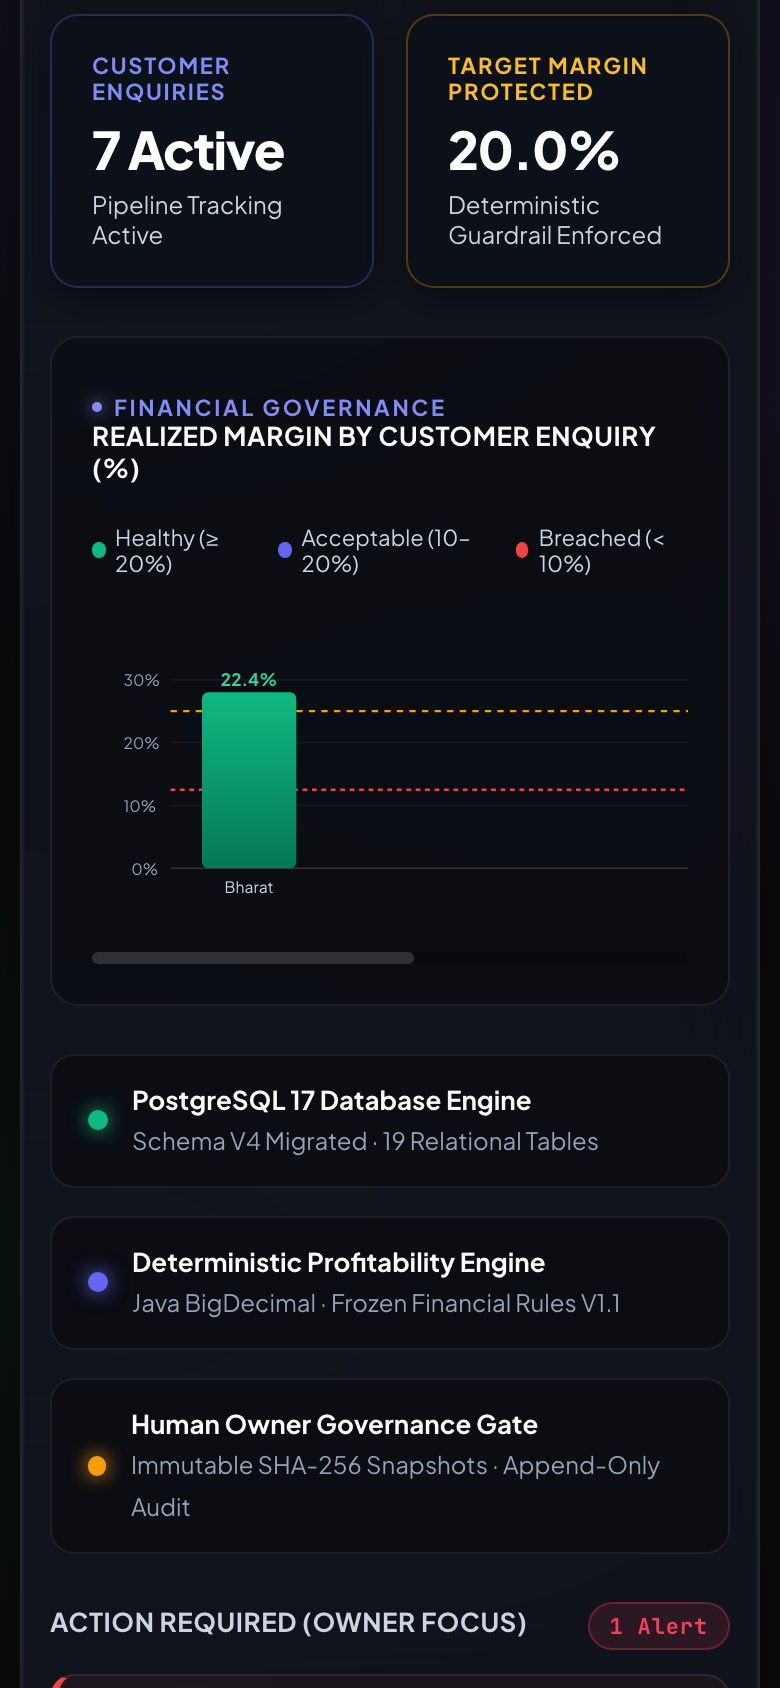 CUSTOMER
ENQUIRIES
7 Active
Pipeline Tracking
Active
TARGET MARGIN
PROTECTED
20.0%
Deterministic
Guardrail Enforced
FINANCIAL GOVERNANCE
REALIZED MARGIN BY CUSTOMER ENQUIRY
(%)
Healthy (≥
20%)
Acceptable (10–
20%)
Breached (<
10%)
30%
22.4%
20%
10%
0%
Bharat
PostgreSQL 17 Database Engine
Schema V4 Migrated · 19 Relational Tables
Deterministic Profitability Engine
Java BigDecimal · Frozen Financial Rules V1.1
Human Owner Governance Gate
Immutable SHA-256 Snapshots · Append-Only
Audit
ACTION REQUIRED (OWNER FOCUS)
1 Alert